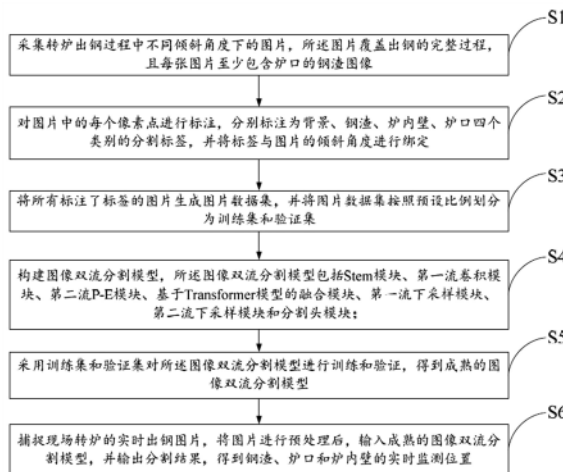 S1
采集转炉出钢过程中不同倾斜角度下的图片，所述图片覆盖出钢的完整过程，
且每张图片至少包含炉口的钢渣图像
S2
对图片中的每个像素点进行标注，分别标注为背景、钢渣、炉内壁、炉口四个
类别的分割标签，并将标签与图片的倾斜角度进行绑定
S3
将所有标注了标签的图片生成图片数据集，并将图片数据集按照预设比例划分
为训练集和验证集
S4
构建图像双流分割模型，所述图像双流分割模型包括Stem模块、第一流卷积模
块、第二流P-E模块、基于Transformer模型的融合模块、第一流下采样模块、
第二流下采样模块和分割头模块；
S5
采用训练集和验证集对所述图像双流分割模型进行训练和验证，得到成熟的图
像双流分割模型
S6
捕捉现场转炉的实时出钢图片，将图片进行预处理后，输入成熟的图像双流分
割模型，并输出分割结果，得到钢渣、炉口和炉内壁的实时监测位置